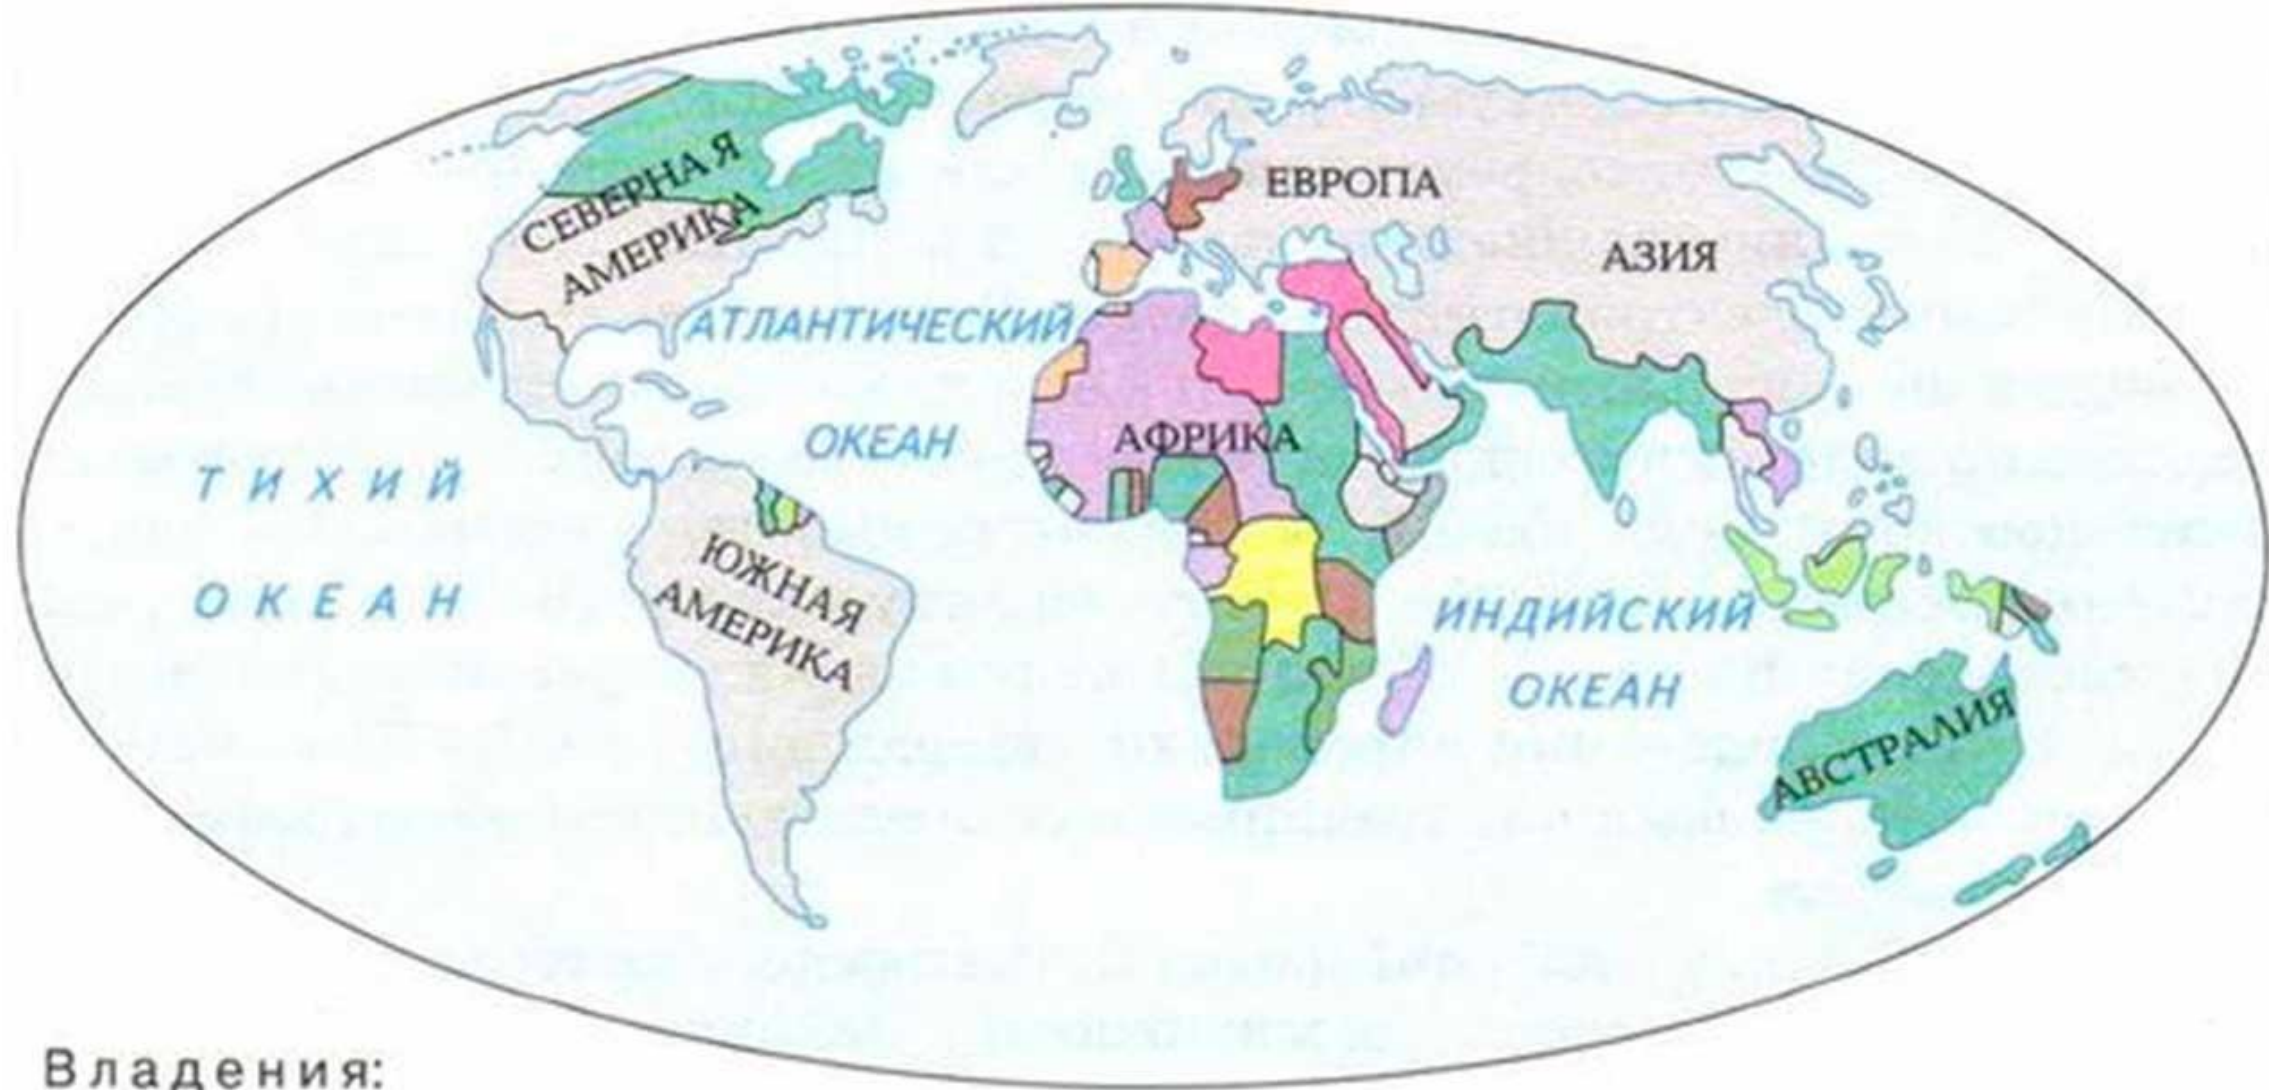 СЕВЕРНАЯ
АМЕРИКА
ЕВРОПА
АЗИЯ
АТЛАНТИЧЕСКИЙ
ОКЕАН
АФРИКА
ТИХИЙ
ОКЕАН
ЮЖНАЯ
АМЕРИКА
ИНДИЙСКИЙ
ОКЕАН
АВСТРАЛИЯ
Владения: